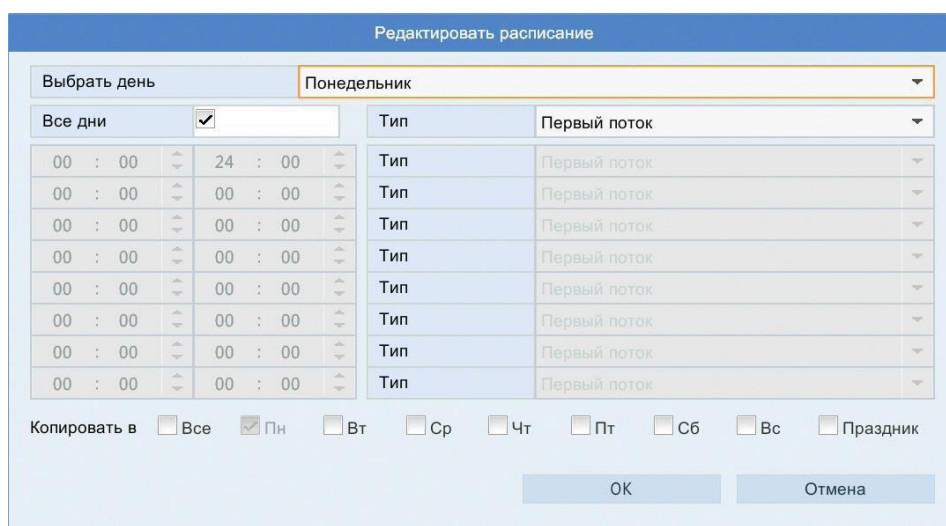 Редактировать расписание
Выбрать день Понедельник
Все дни Тип Первый поток
00 : 00 24 : 00 Тип Первый поток
00 : 00 00 : 00 Тип Первый поток
00 : 00 00 : 00 Тип Первый поток
00 : 00 00 : 00 Тип Первый поток
00 : 00 00 : 00 Тип Первый поток
00 : 00 00 : 00 Тип Первый поток
00 : 00 00 : 00 Тип Первый поток
00 : 00 00 : 00 Тип Первый поток
Копировать в Все Пн Вт Ср Чт Пт Сб Вс Праздник
OK Отмена